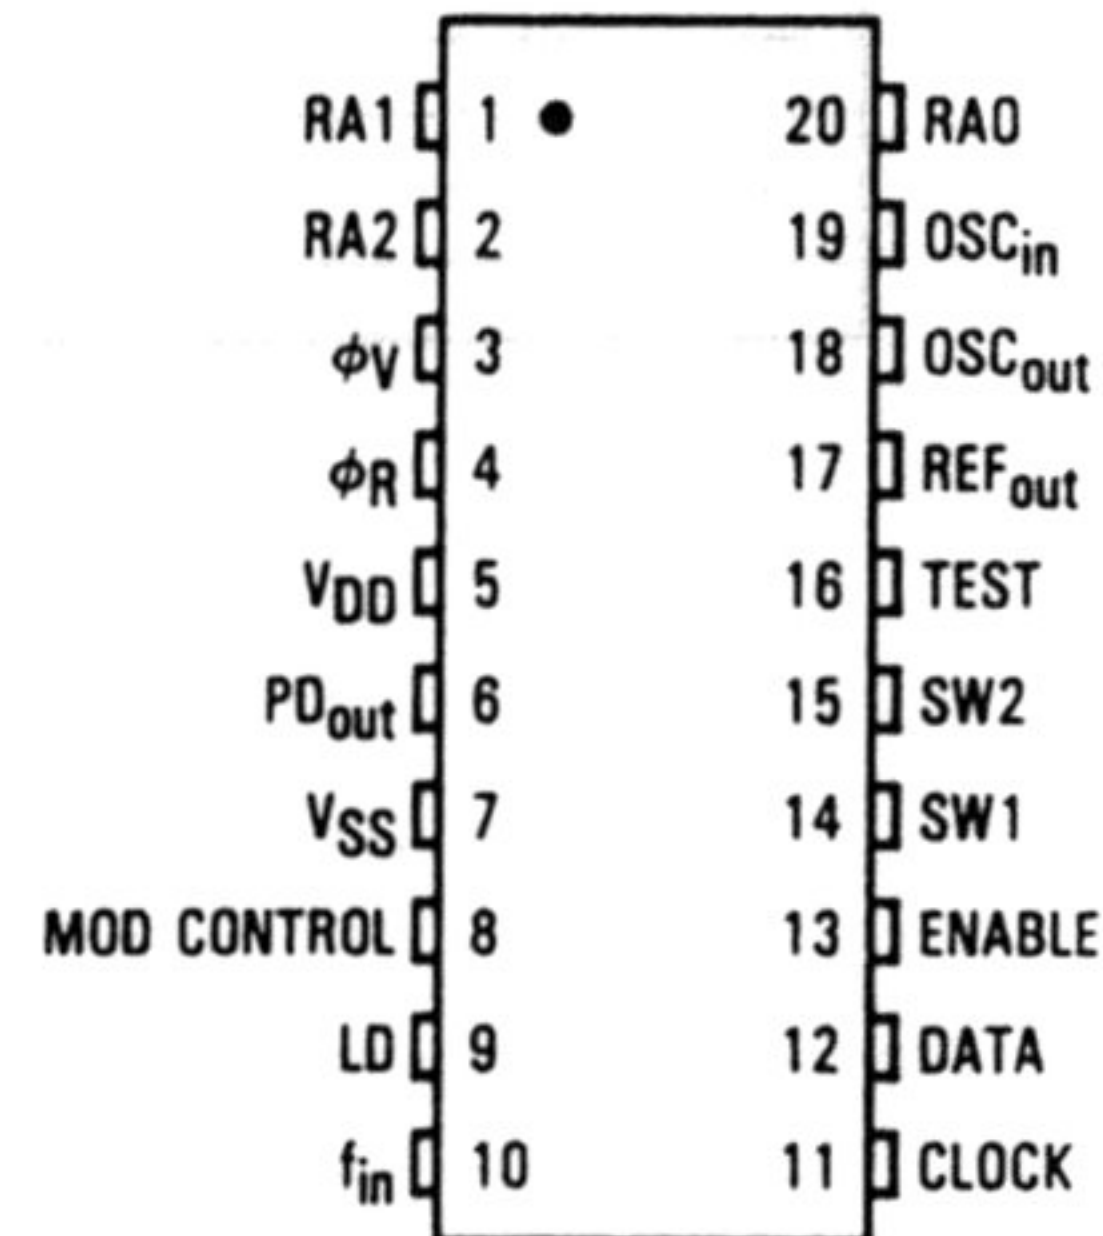 RA1 1 20 RA0
RA2 2 19 OSCin
ϕV 3 18 OSCout
ϕR 4 17 REFout
VDD 5 16 TEST
PDout 6 15 SW2
VSS 7 14 SW1
MOD CONTROL 8 13 ENABLE
LD 9 12 DATA
fin 10 11 CLOCK